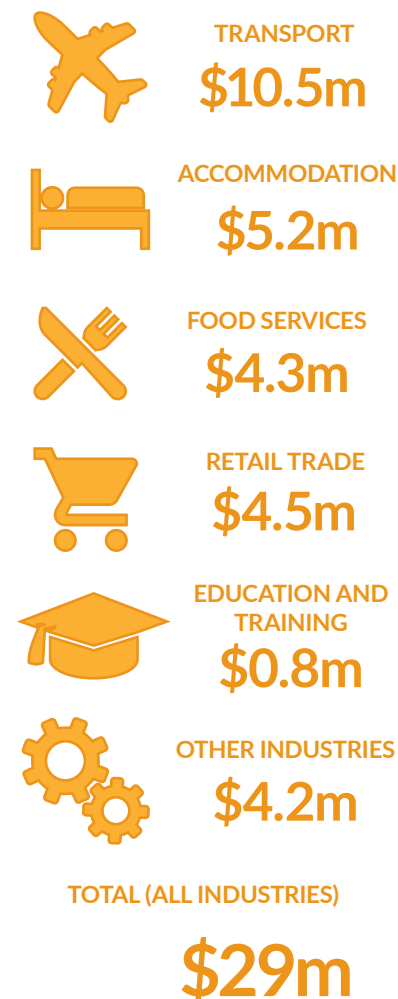 TRANSPORT
$10.5m
ACCOMMODATION
$5.2m
FOOD SERVICES
$4.3m
RETAIL TRADE
$4.5m
EDUCATION AND
TRAINING
$0.8m
OTHER INDUSTRIES
$4.2m
TOTAL (ALL INDUSTRIES)
$29m